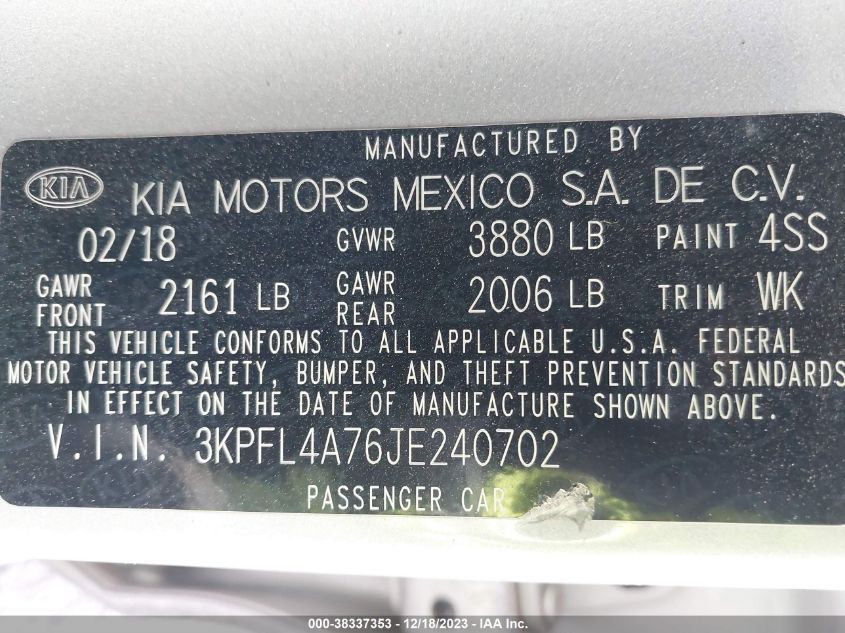 MANUFACTURED BY
KIA KIA MOTORS MEXICO S.A. DE C.V.
02/18 GVWR 3880 LB PAINT 4SS
GAWR FRONT 2161 LB GAWR REAR 2006 LB TRIM WK
THIS VEHICLE CONFORMS TO ALL APPLICABLE U.S.A. FEDERAL
MOTOR VEHICLE SAFETY, BUMPER, AND THEFT PREVENTION STANDARDS
IN EFFECT ON THE DATE OF MANUFACTURE SHOWN ABOVE.
V.I.N. 3KPFL4A76JE240702
PASSENGER CAR
000-38337353 - 12/18/2023 - IAA Inc.